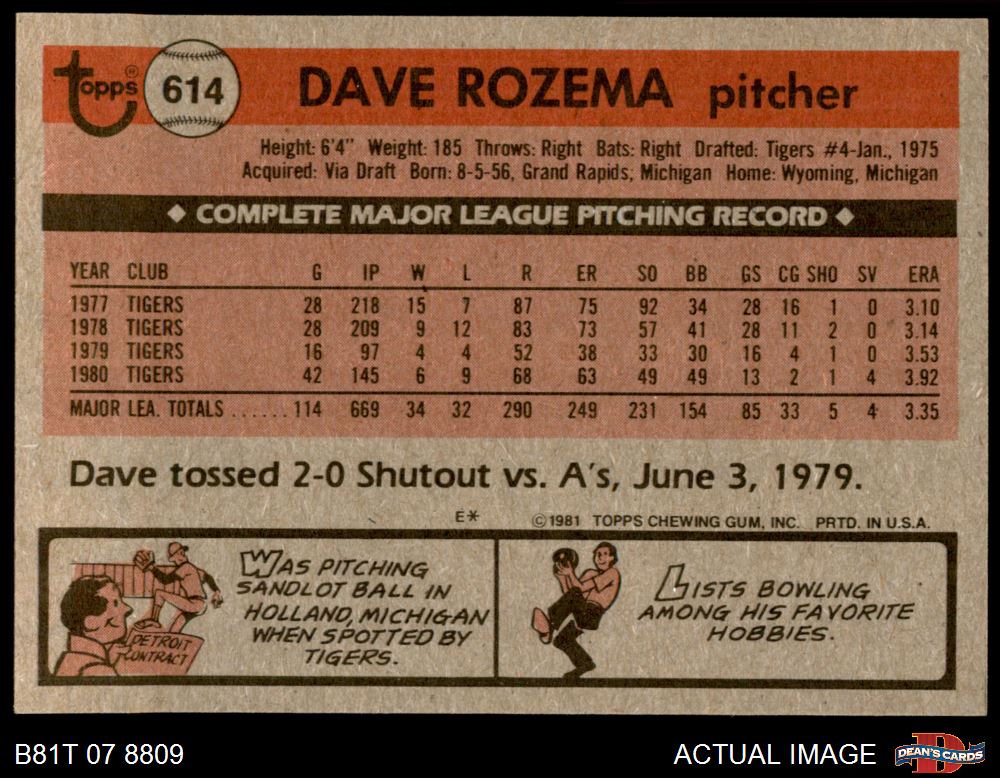 topps® 614 DAVE ROZEMA pitcher
Height: 6'4" Weight: 185 Throws: Right Bats: Right Drafted: Tigers #4-Jan., 1975
Acquired: Via Draft Born: 8-5-56, Grand Rapids, Michigan Home: Wyoming, Michigan
◆ COMPLETE MAJOR LEAGUE PITCHING RECORD ◆
YEAR CLUB G IP W L R ER SO BB GS CG SHO SV ERA
1977 TIGERS 28 218 15 7 87 75 92 34 28 16 1 0 3.10
1978 TIGERS 28 209 9 12 83 73 57 41 28 11 2 0 3.14
1979 TIGERS 16 97 4 4 52 38 33 30 16 4 1 0 3.53
1980 TIGERS 42 145 6 9 68 63 49 49 13 2 1 4 3.92
MAJOR LEA. TOTALS ...... 114 669 34 32 290 249 231 154 85 33 5 4 3.35
Dave tossed 2-0 Shutout vs. A's, June 3, 1979.
E* ©1981 TOPPS CHEWING GUM, INC. PRTD. IN U.S.A.
WAS PITCHING
SANDLOT BALL IN
HOLLAND, MICHIGAN
WHEN SPOTTED BY
TIGERS.
DETROIT
CONTRACT
LISTS BOWLING
AMONG HIS FAVORITE
HOBBIES.
B81T 07 8809 ACTUAL IMAGE DEAN'S CARDS